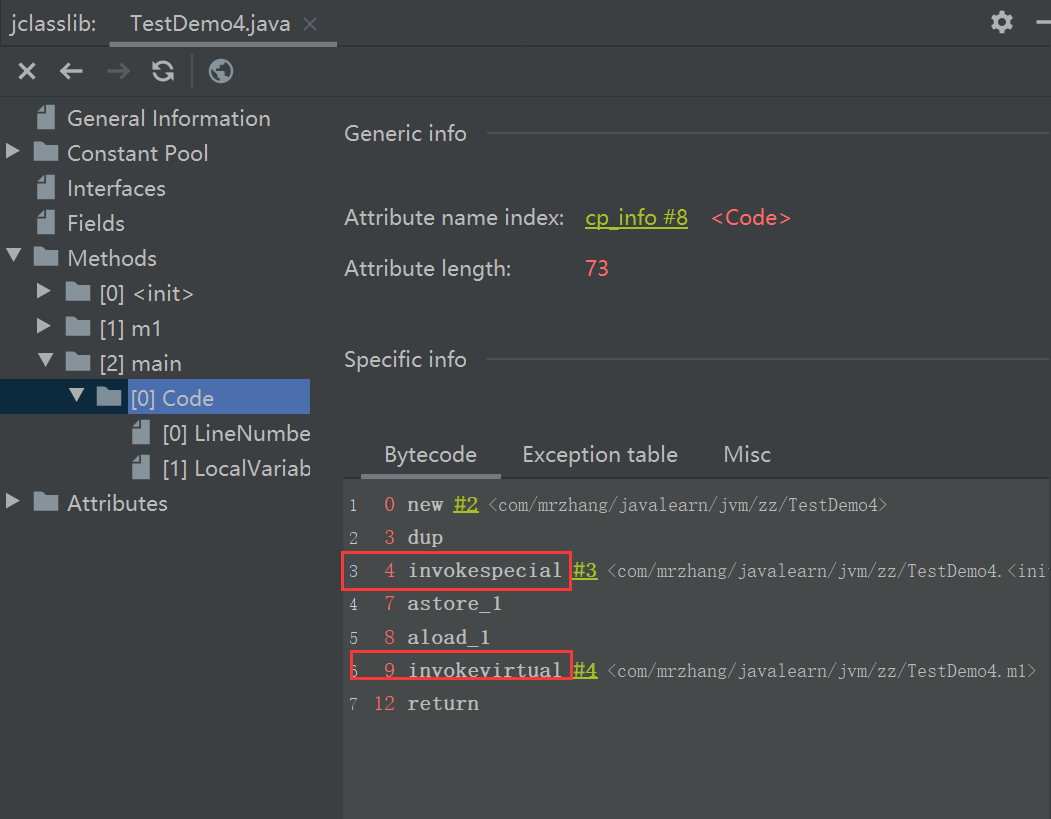 jclasslib: TestDemo4.java
General Information
Constant Pool
Interfaces
Fields
Methods
[0] <init>
[1] m1
[2] main
[0] Code
[0] LineNumbe
[1] LocalVariab
Attributes
Generic info
Attribute name index: cp_info #8 <Code>
Attribute length: 73
Specific info
Bytecode Exception table Misc
1 0 new #2 <com/mrzhang/javalearn/jvm/zz/TestDemo4>
2 3 dup
3 4 invokespecial #3 <com/mrzhang/javalearn/jvm/zz/TestDemo4.<ini
4 7 astore_1
5 8 aload_1
6 9 invokevirtual #4 <com/mrzhang/javalearn/jvm/zz/TestDemo4.m1>
7 12 return